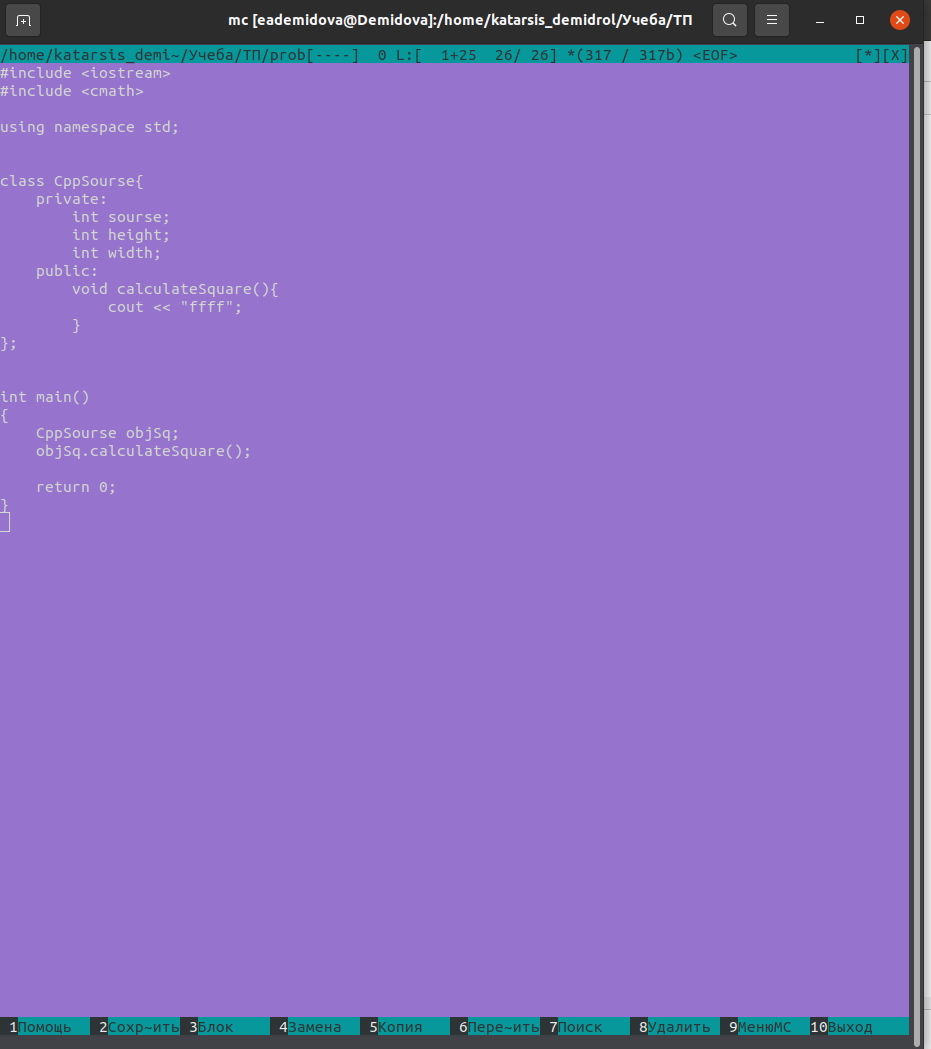 mc [eademidova@Demidova]:/home/katarsis_demidrol/Учеба/ТП
/home/katarsis_demi~/Учеба/ТП/prob[----]  0 L:[  1+25  26/ 26] *(317 / 317b) <EOF>             [*][X]
#include <iostream>
#include <cmath>

using namespace std;


class CppSourse{
    private:
        int sourse;
        int height;
        int width;
    public:
        void calculateSquare(){
            cout << "ffff";
        }
};


int main()
{
    CppSourse objSq;
    objSq.calculateSquare();

    return 0;
}
1Помощь 2Сохр~ить 3Блок 4Замена 5Копия 6Пере~ить 7Поиск 8Удалить 9МенюMC 10Выход